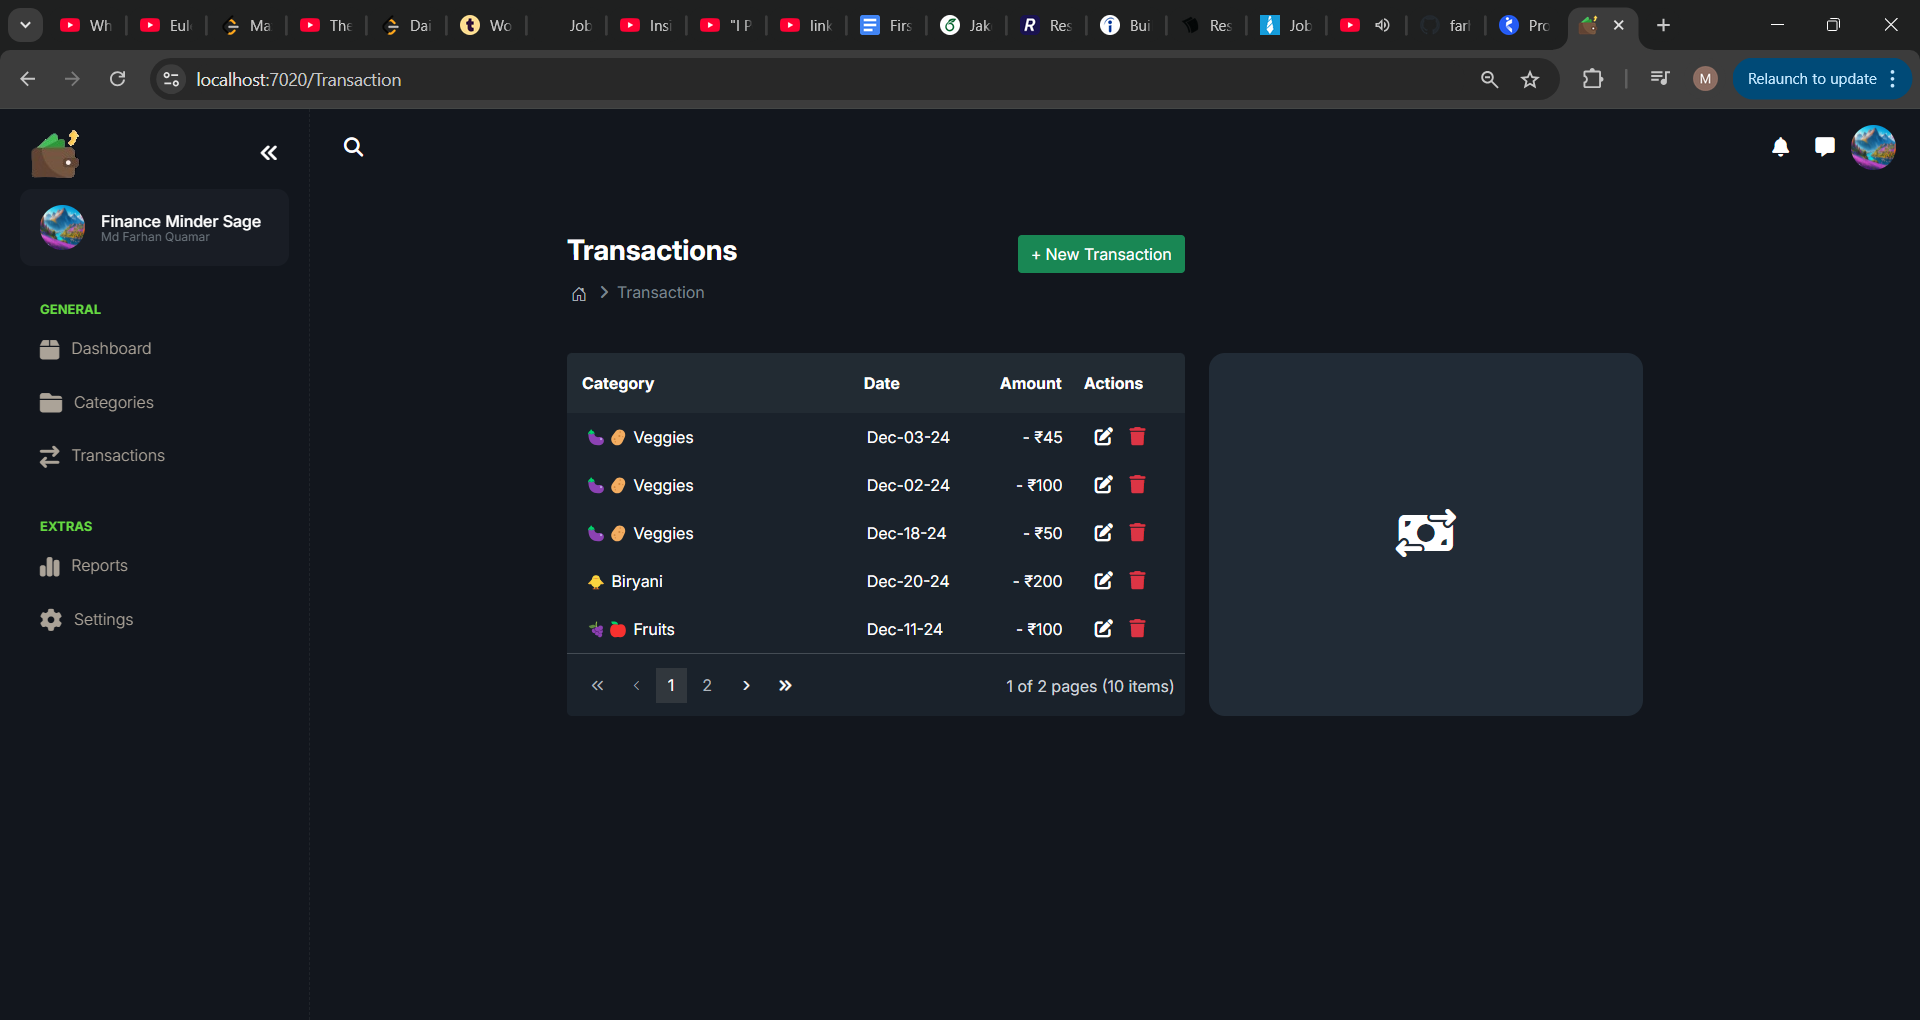 Wh
Eul
Ma
The
Dai
Wo
Job
Insi
"I P
link
Firs
Jak
Res
Bui
Res
Job
farl
Pro
localhost:7020/Transaction
M
Relaunch to update
Finance Minder Sage
Md Farhan Quamar
GENERAL
Dashboard
Categories
Transactions
EXTRAS
Reports
Settings
Transactions
+ New Transaction
Transaction
Category Date Amount Actions
Veggies Dec-03-24 - ₹45
Veggies Dec-02-24 - ₹100
Veggies Dec-18-24 - ₹50
Biryani Dec-20-24 - ₹200
Fruits Dec-11-24 - ₹100
« ‹ 1 2 › » 1 of 2 pages (10 items)